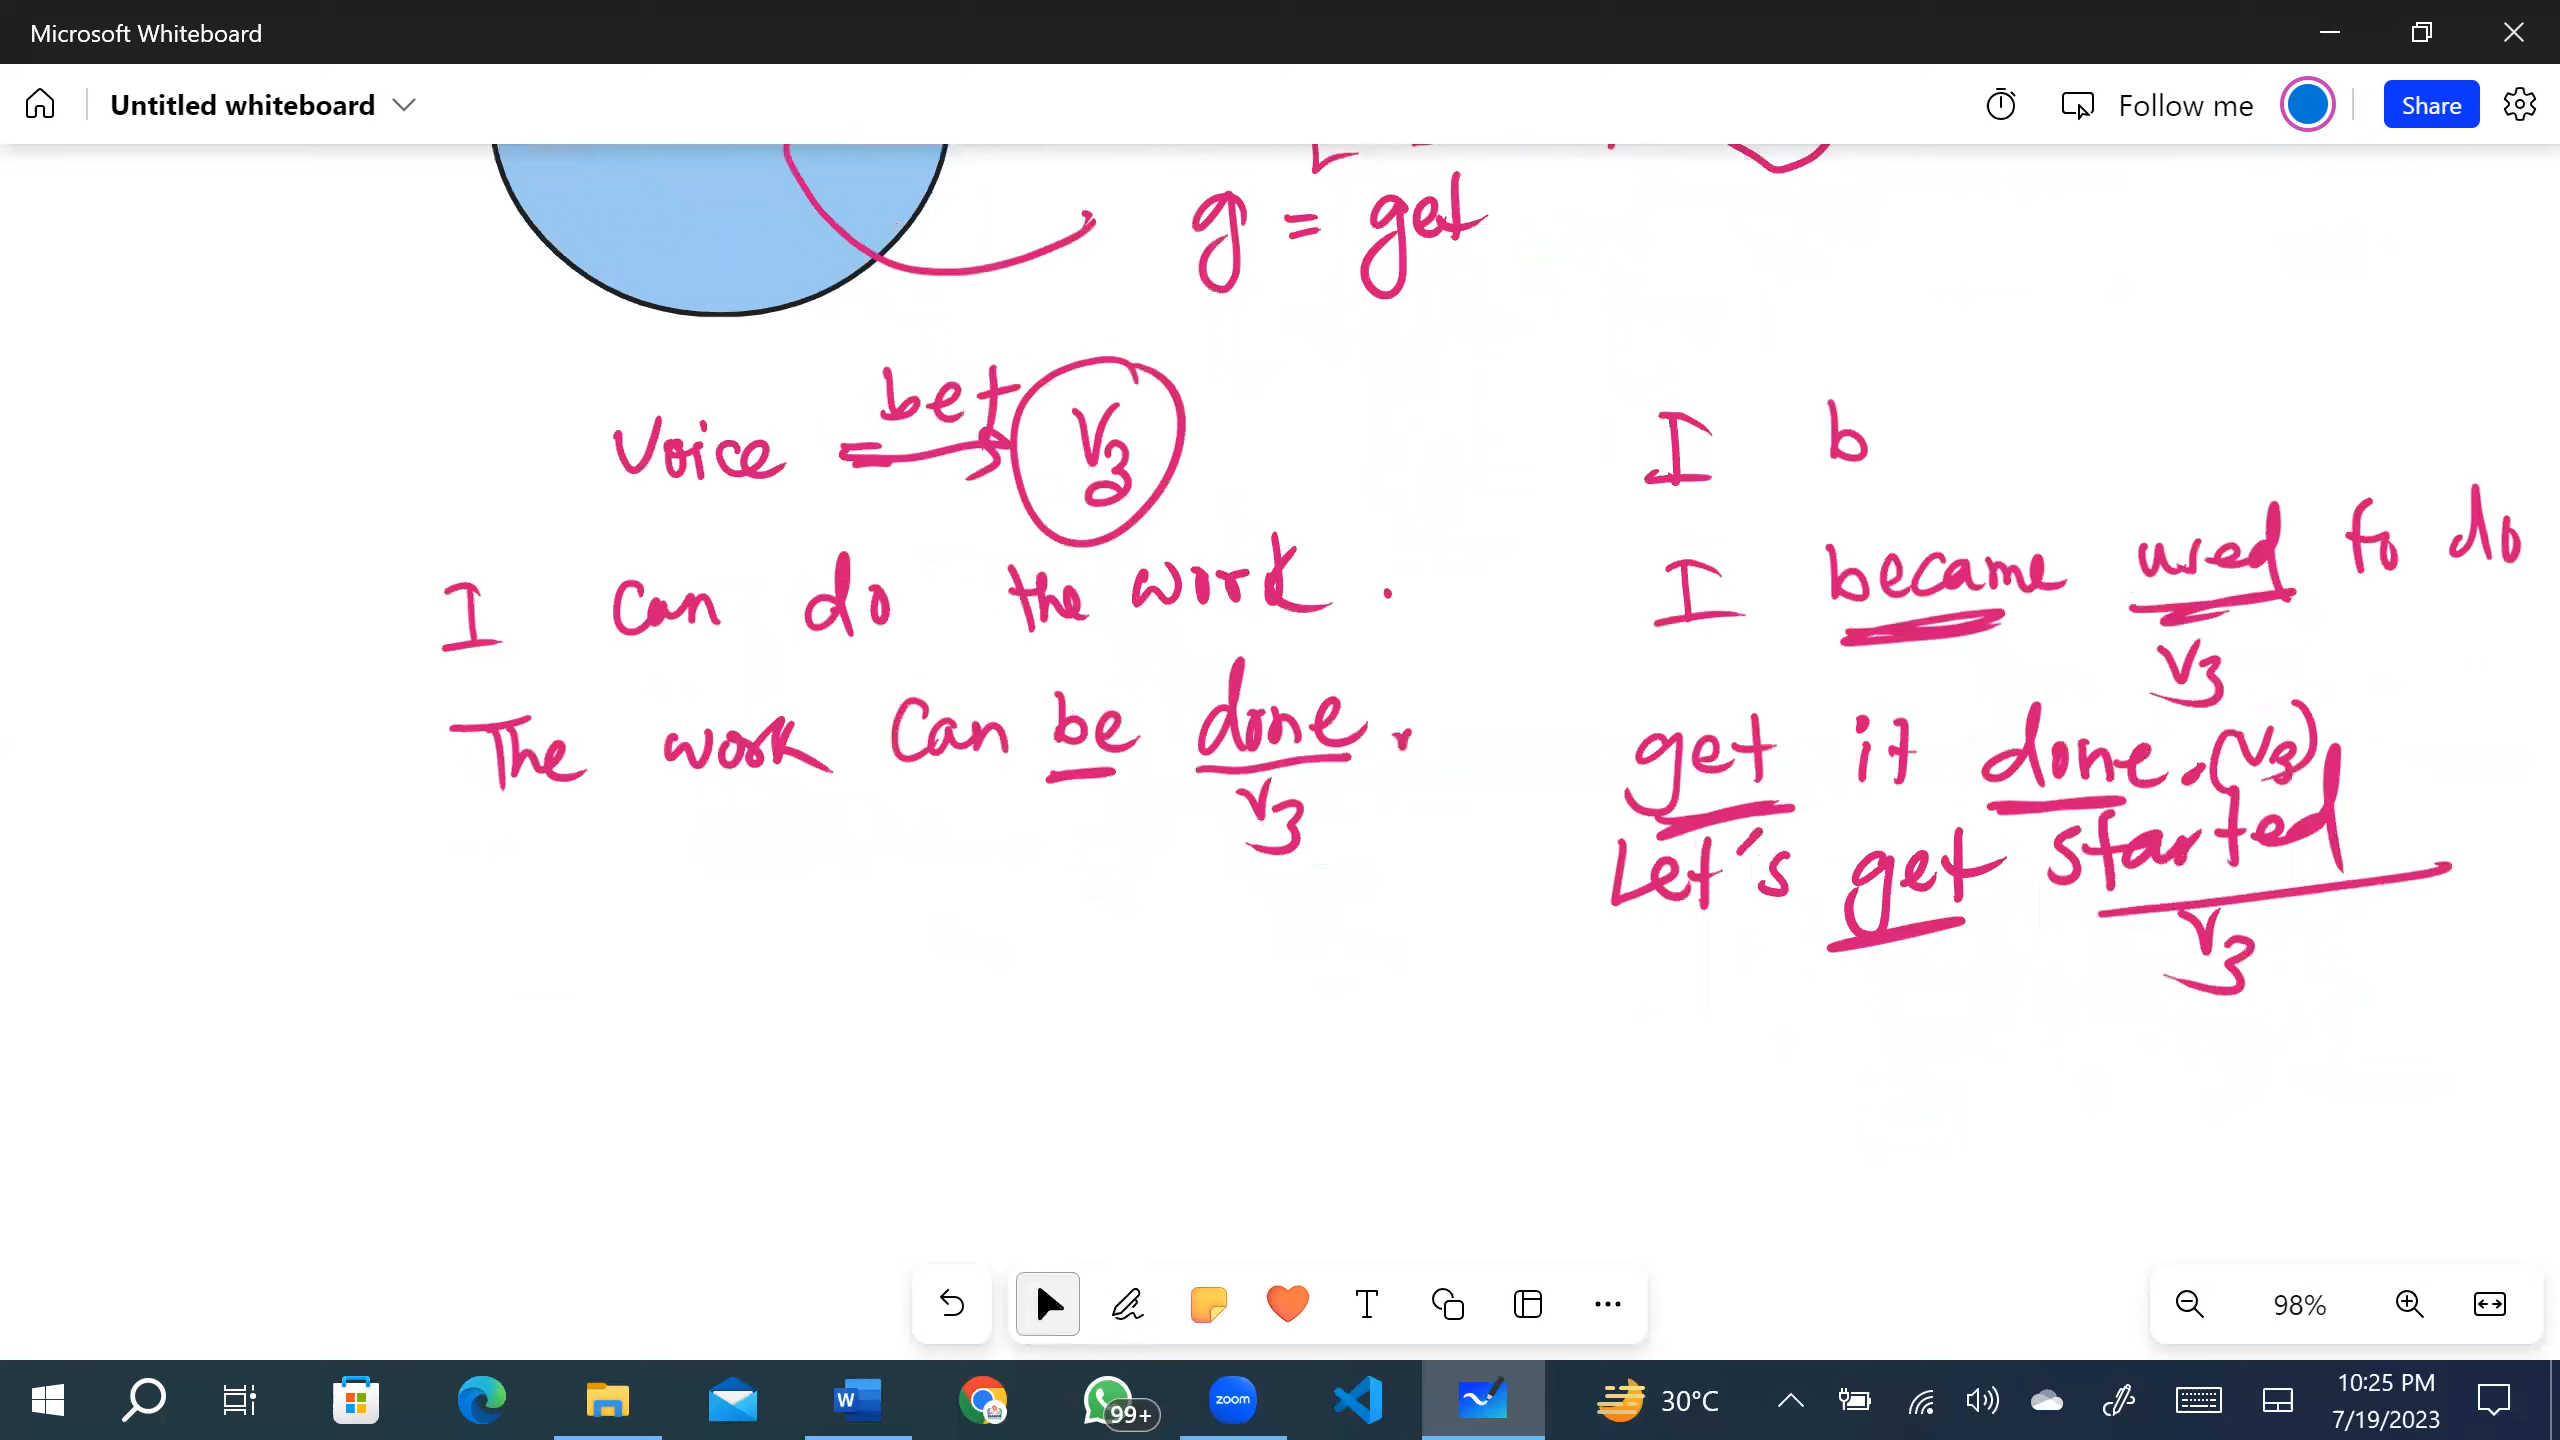 Microsoft Whiteboard
Untitled whiteboard
Follow me
Share
g = get
Voice bet V3
I can do the work.
The work can be done.
V3
I b
I became used to do
V3
get it done. (V3)
Let's get started
V3
98%
W
99+
zoom
30°C
10:25 PM
7/19/2023